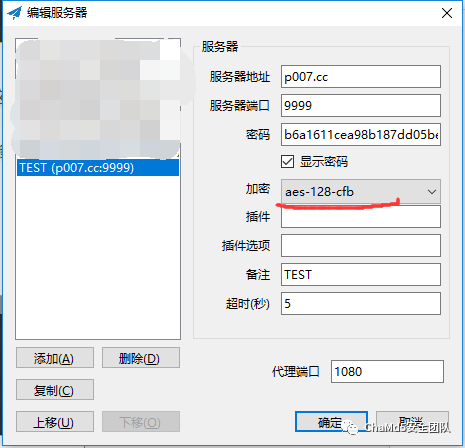 编辑服务器
TEST (p007.cc:9999)
服务器
服务器地址 p007.cc
服务器端口 9999
密码 b6a1611cea98b187dd05be
显示密码
加密 aes-128-cfb
插件
插件选项
备注 TEST
超时(秒) 5
添加(A) 删除(D)
代理端口 1080
复制(C)
上移(U) 下移(O)
确定 取消
ChaMd5安全团队